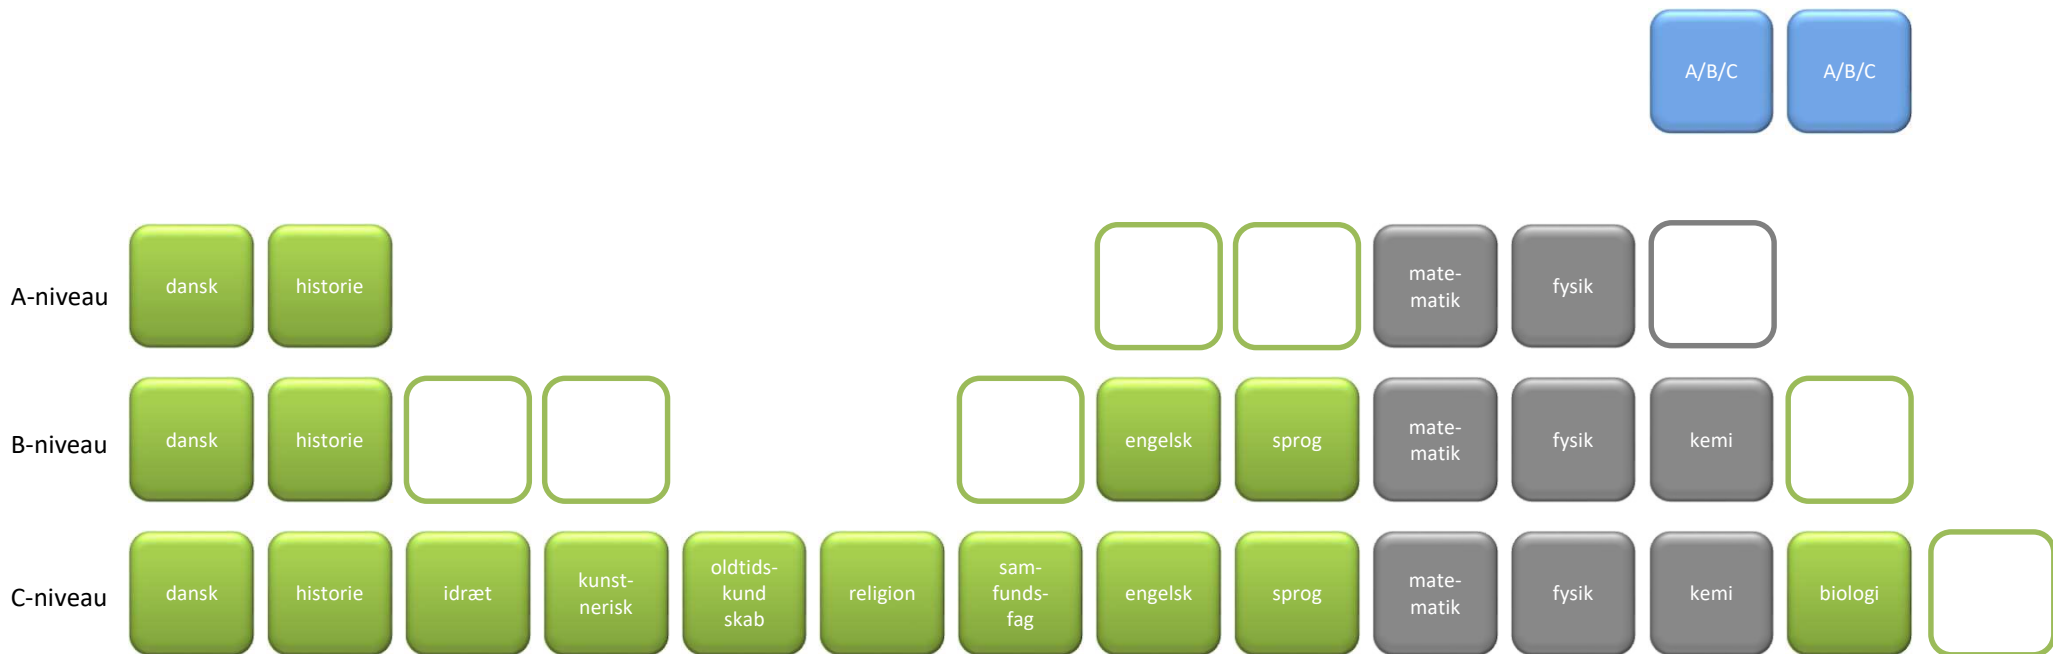 A/B/C A/B/C
A-niveau
dansk historie
mate-
matik
fysik
B-niveau
dansk historie engelsk sprog
mate-
matik
fysik kemi
C-niveau
dansk historie idræt
kunst-
nerisk
oldtids-
kund
skab
religion
sam-
funds-
fag
engelsk sprog
mate-
matik
fysik kemi biologi